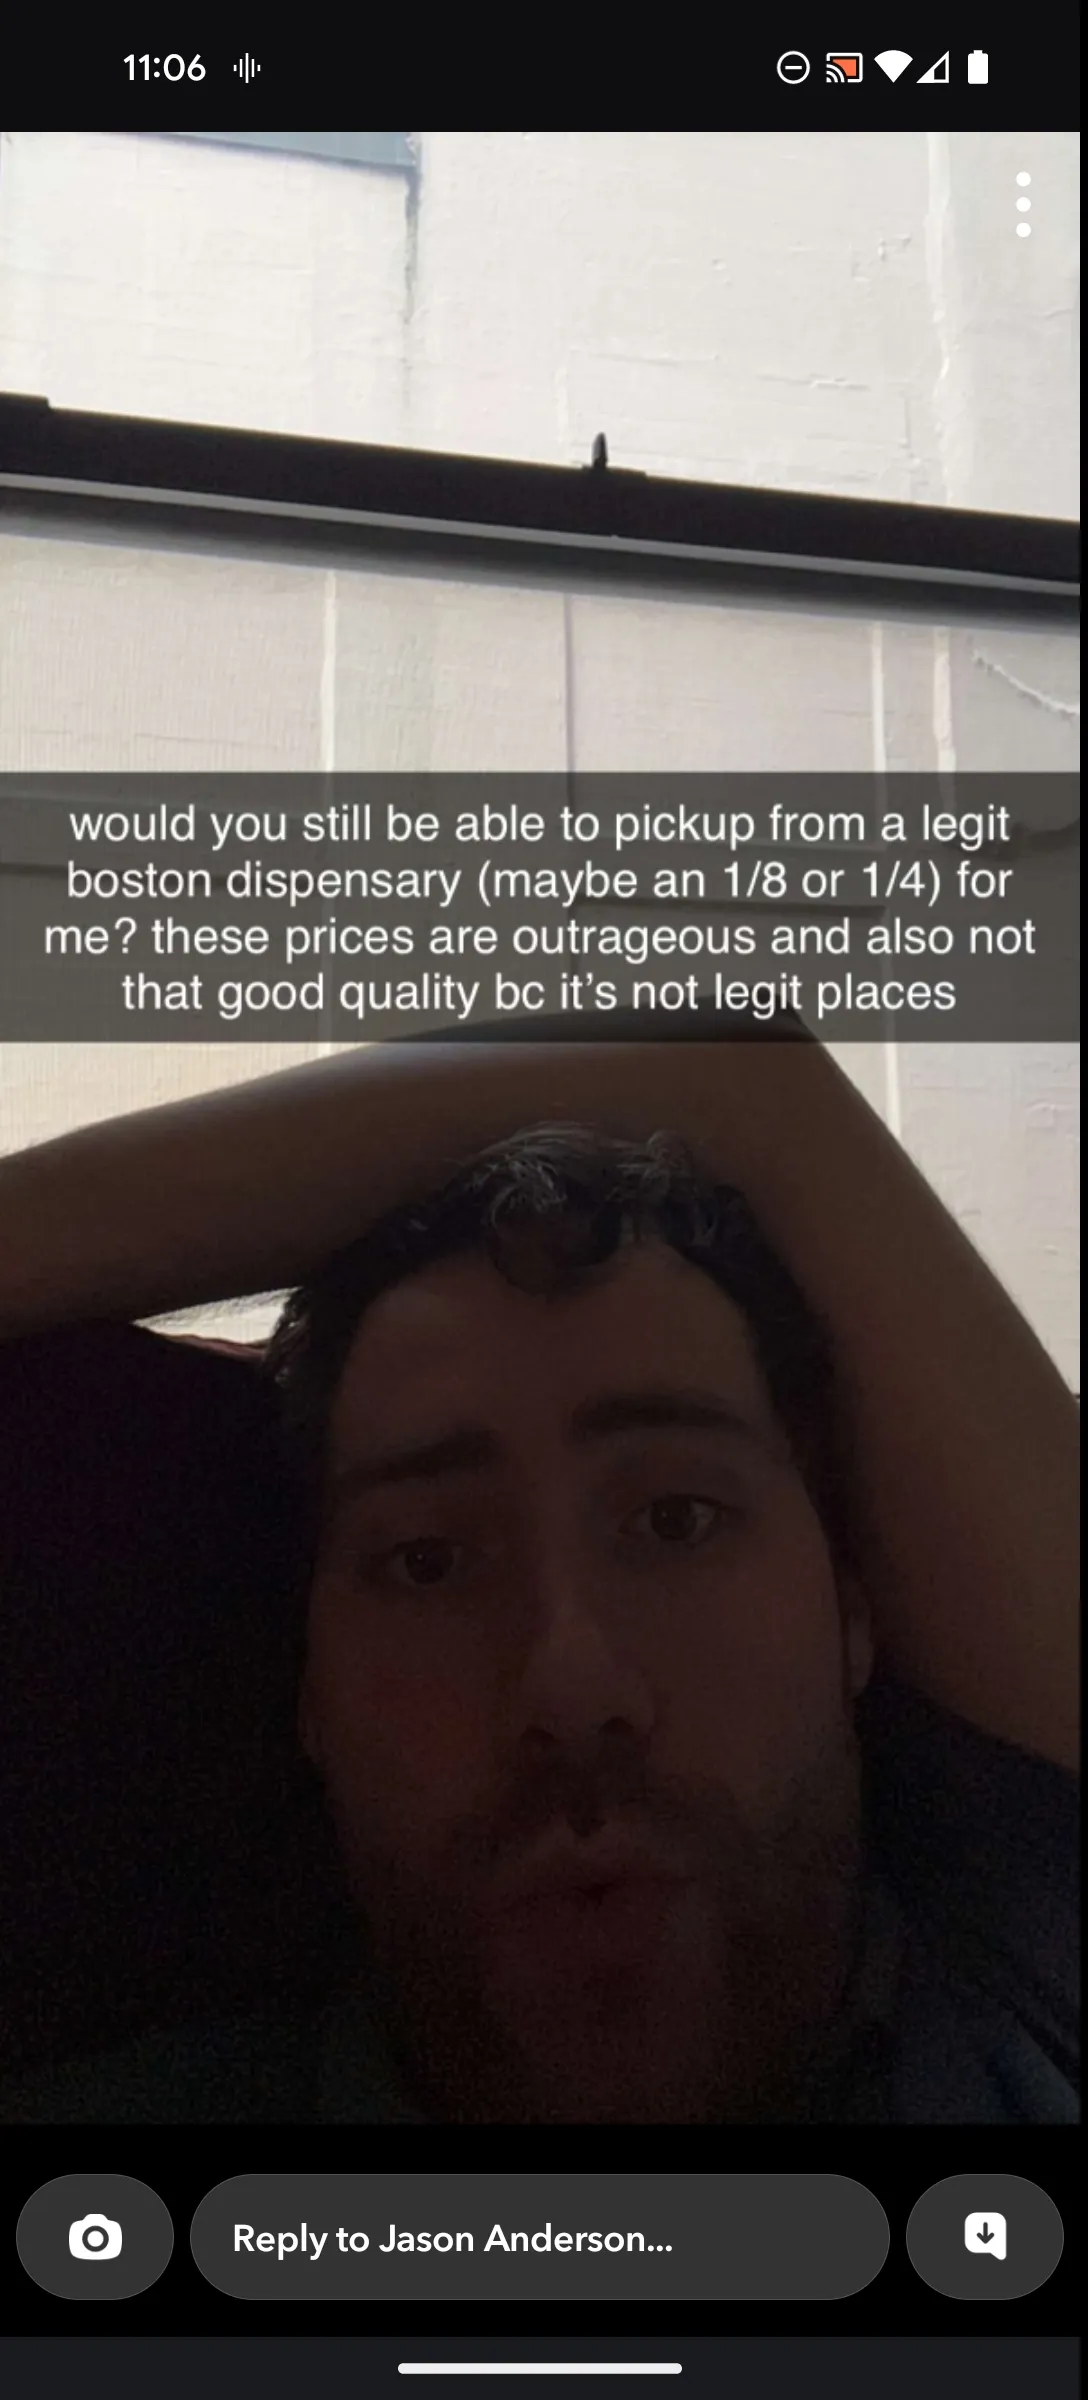 11:06
would you still be able to pickup from a legit
boston dispensary (maybe an 1/8 or 1/4) for
me? these prices are outrageous and also not
that good quality bc it’s not legit places
Reply to Jason Anderson...